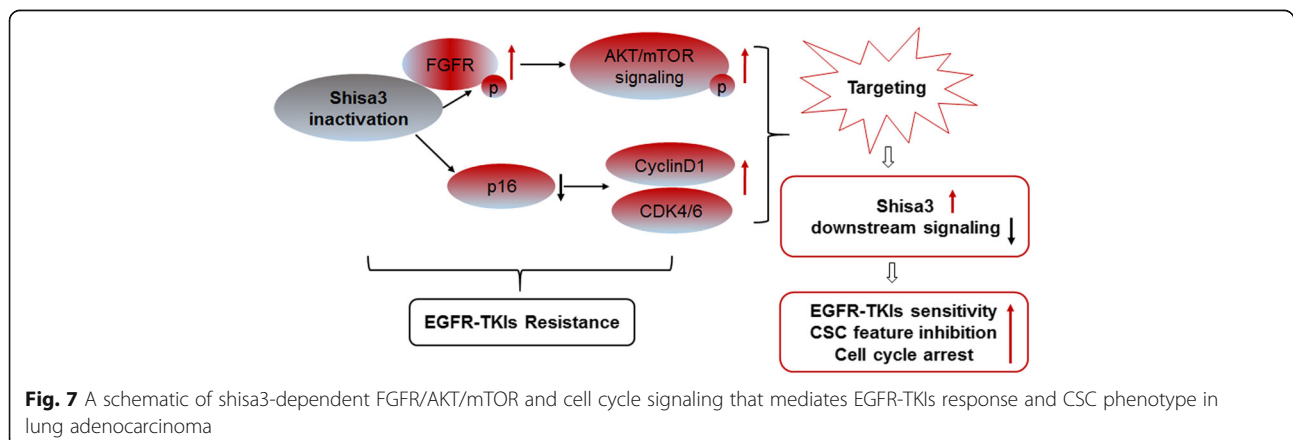 FGFR
p
Shisa3
inactivation
AKT/mTOR
signaling
p
p16
CyclinD1
CDK4/6
EGFR-TKIs Resistance
Targeting
Shisa3
downstream signaling
EGFR-TKIs sensitivity
CSC feature inhibition
Cell cycle arrest
Fig. 7 A schematic of shisa3-dependent FGFR/AKT/mTOR and cell cycle signaling that mediates EGFR-TKIs response and CSC phenotype in
lung adenocarcinoma